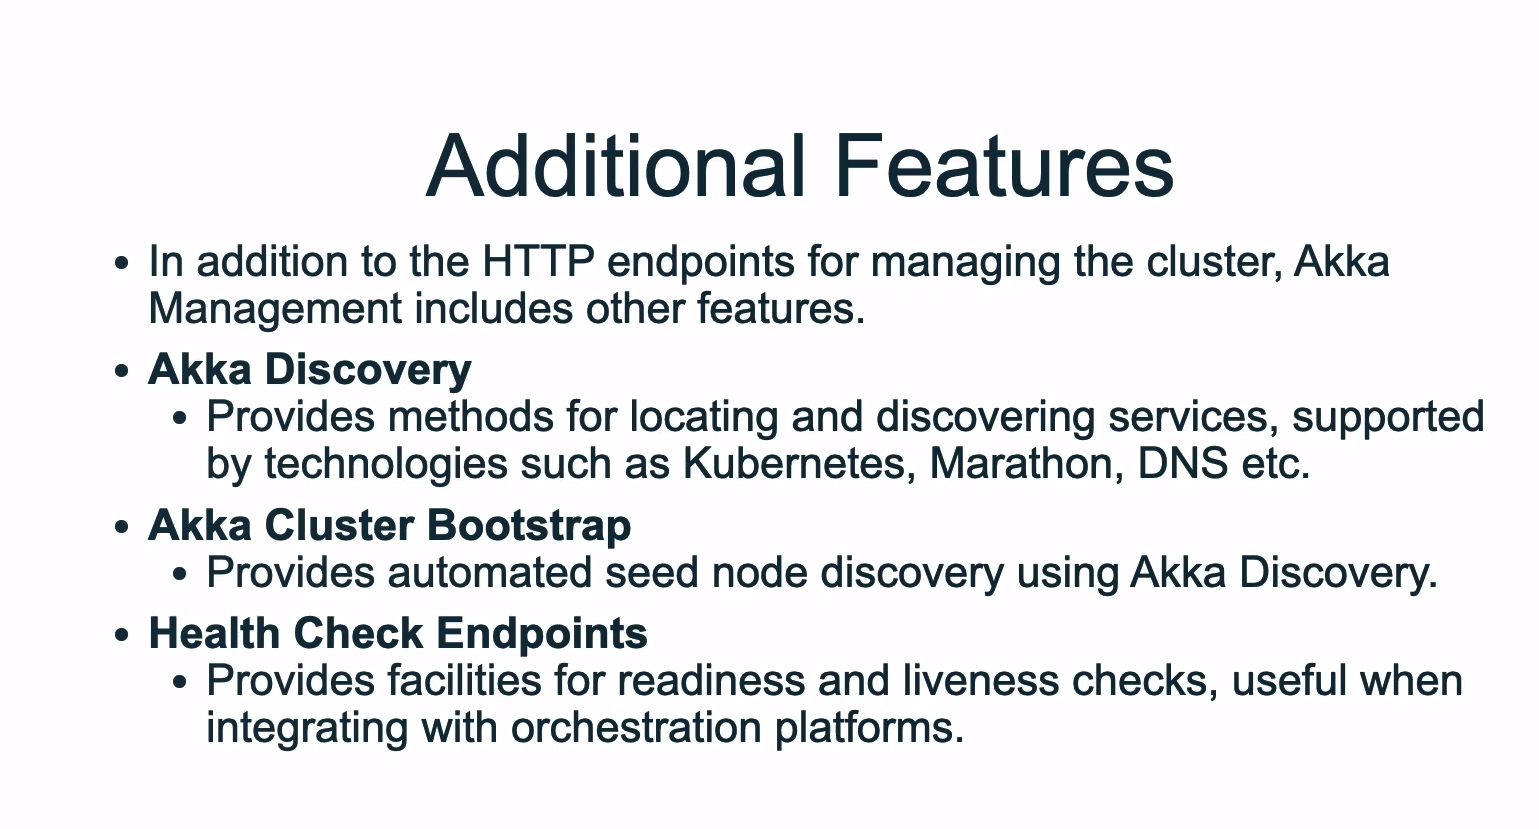 Additional Features
• In addition to the HTTP endpoints for managing the cluster, Akka
Management includes other features.
• Akka Discovery
• Provides methods for locating and discovering services, supported
by technologies such as Kubernetes, Marathon, DNS etc.
• Akka Cluster Bootstrap
• Provides automated seed node discovery using Akka Discovery.
• Health Check Endpoints
• Provides facilities for readiness and liveness checks, useful when
integrating with orchestration platforms.